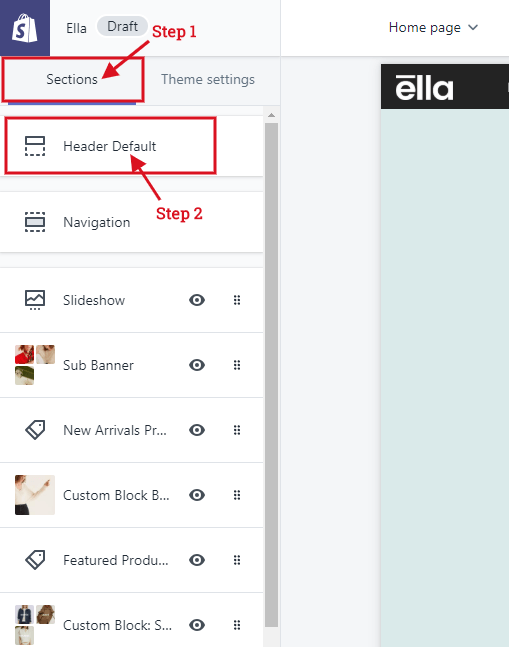 Ella Draft
Step 1
Home page
Sections
Theme settings
ēlla
Header Default
Step 2
Navigation
Slideshow
Sub Banner
New Arrivals Pr...
Custom Block B...
Featured Produ...
Custom Block: S...